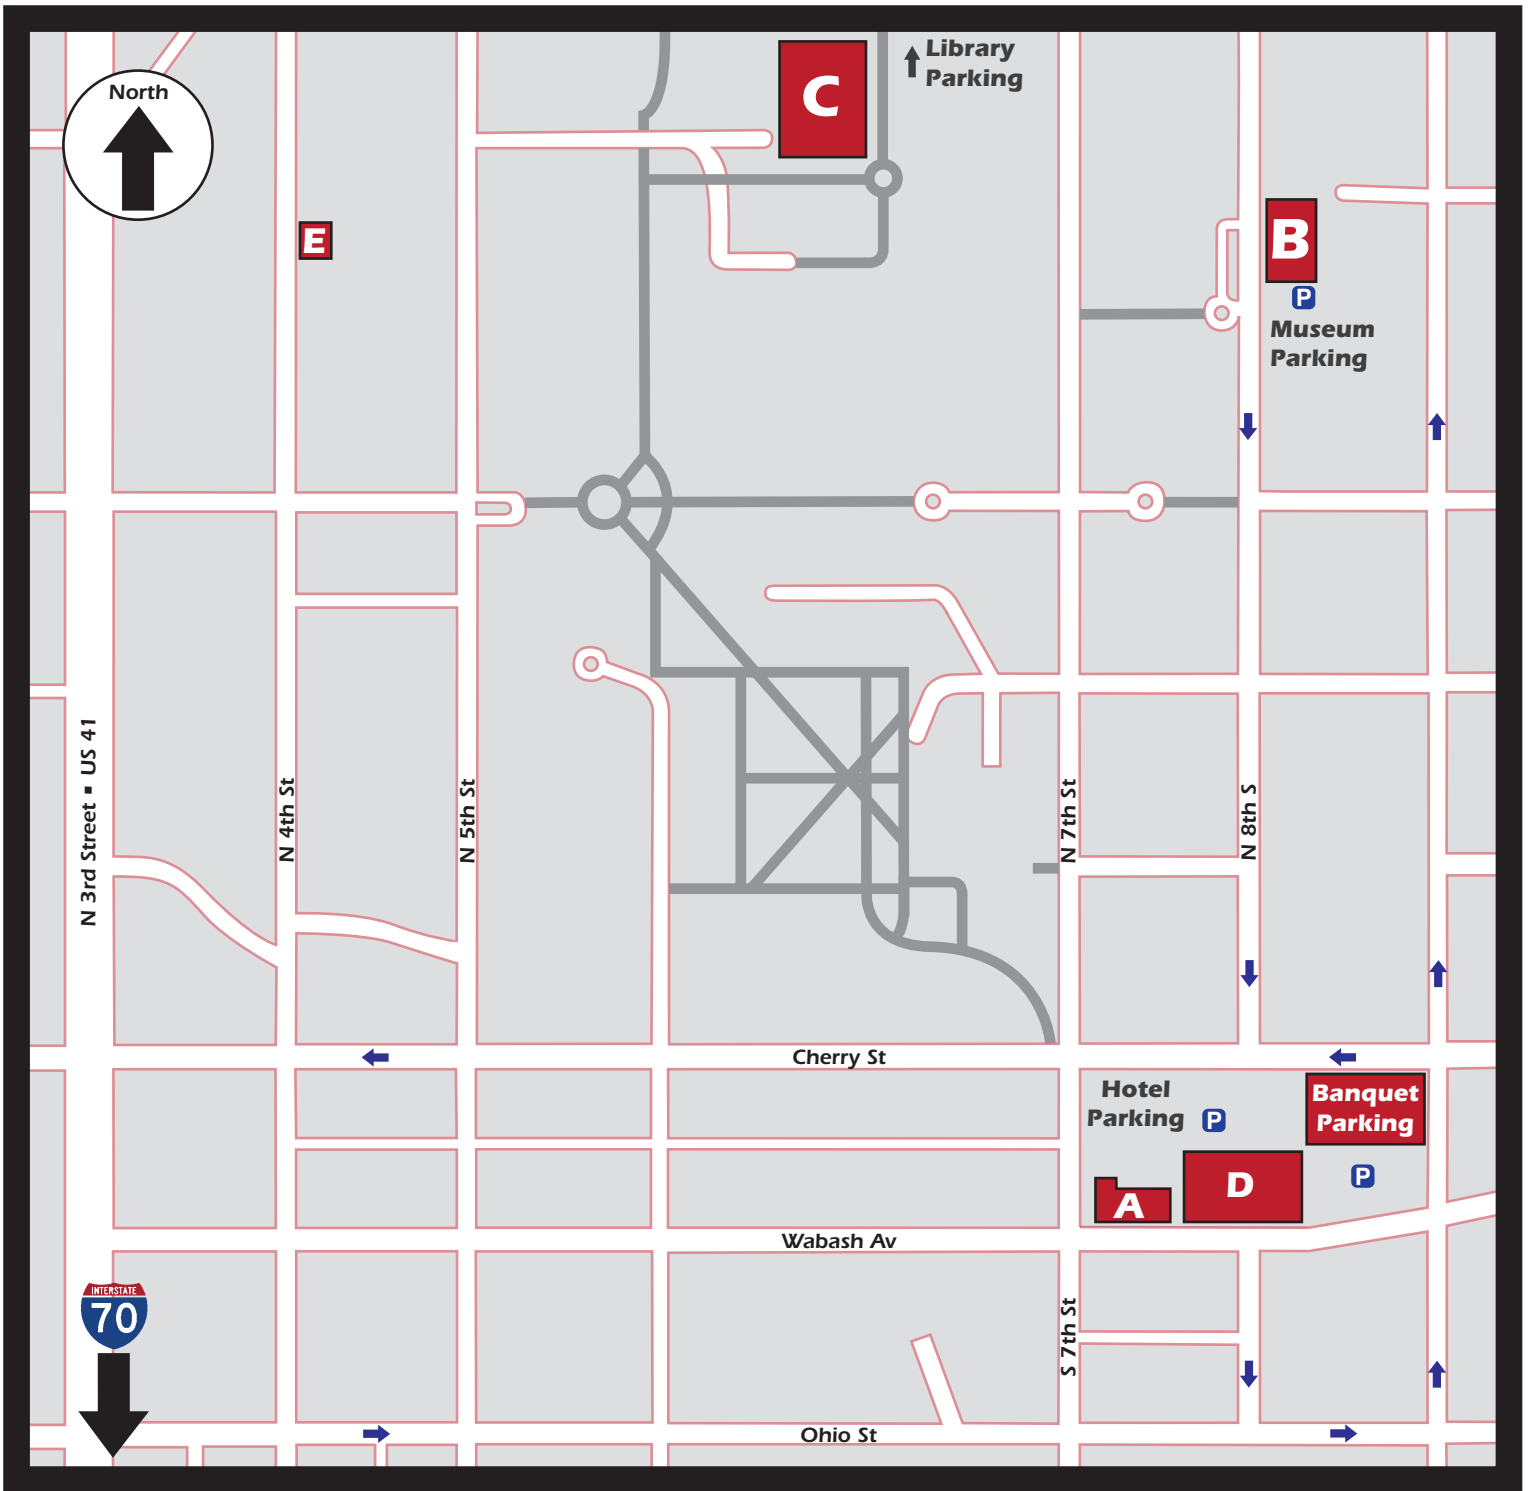 Library
Parking
C
North
E
B
P
Museum
Parking
N 3rd Street ▪ US 41
N 4th St
N 5th St
N 7th St
N 8th S
Cherry St
Hotel
Parking
P
Banquet
Parking
P
A
D
Wabash Av
INTERSTATE
70
S 7th St
Ohio St